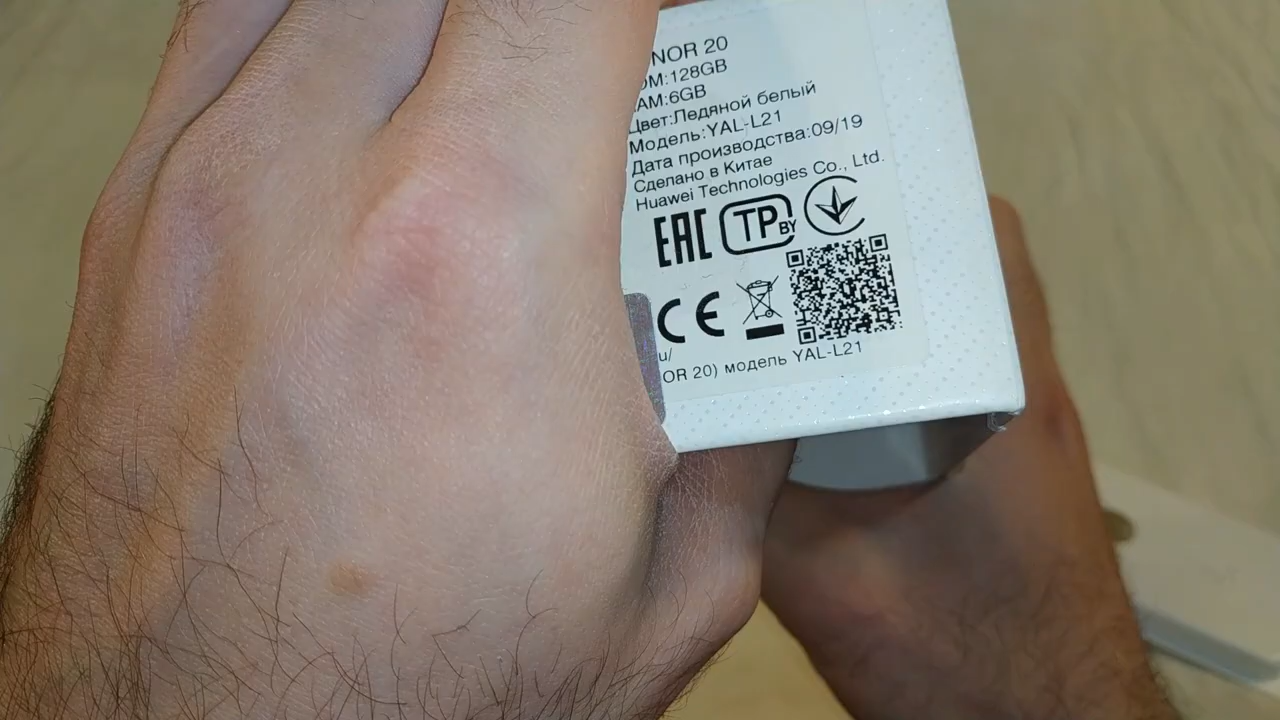 NOR 20
OM:128GB
AM:6GB
Цвет:Ледяной белый
Модель:YAL-L21
Дата производства:09/19
Сделано в Китае
Huawei Technologies Co., Ltd.
EAC TP BY
CE
u/
OR 20) модель YAL-L21